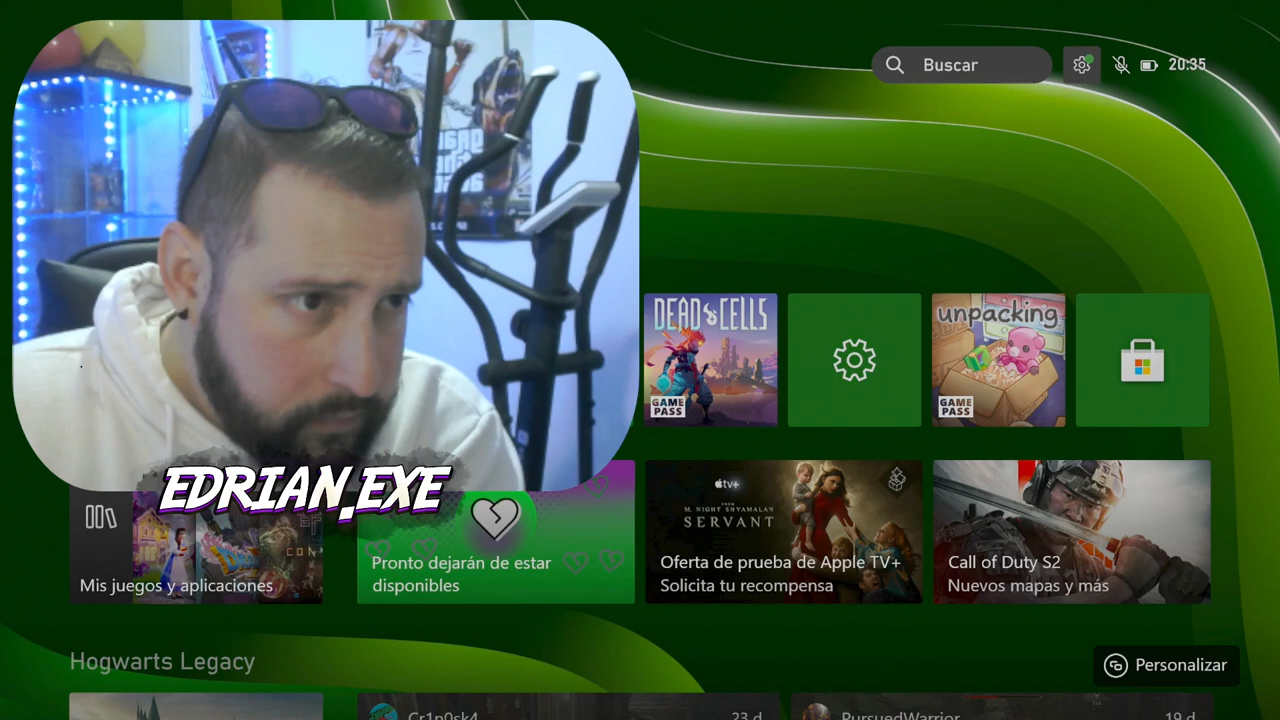 Buscar
20:35
DEAD CELLS
GAME
PASS
unpacking
GAME
PASS
EDRIAN.EXE
Mis juegos y aplicaciones
Pronto dejarán de estar
disponibles
tv+
M. NIGHT SHYAMALAN
SERVANT
Oferta de prueba de Apple TV+
Solicita tu recompensa
Call of Duty S2
Nuevos mapas y más
Hogwarts Legacy
Personalizar
Cr1p0sk4
23 d
PursuedWarrior
19 d